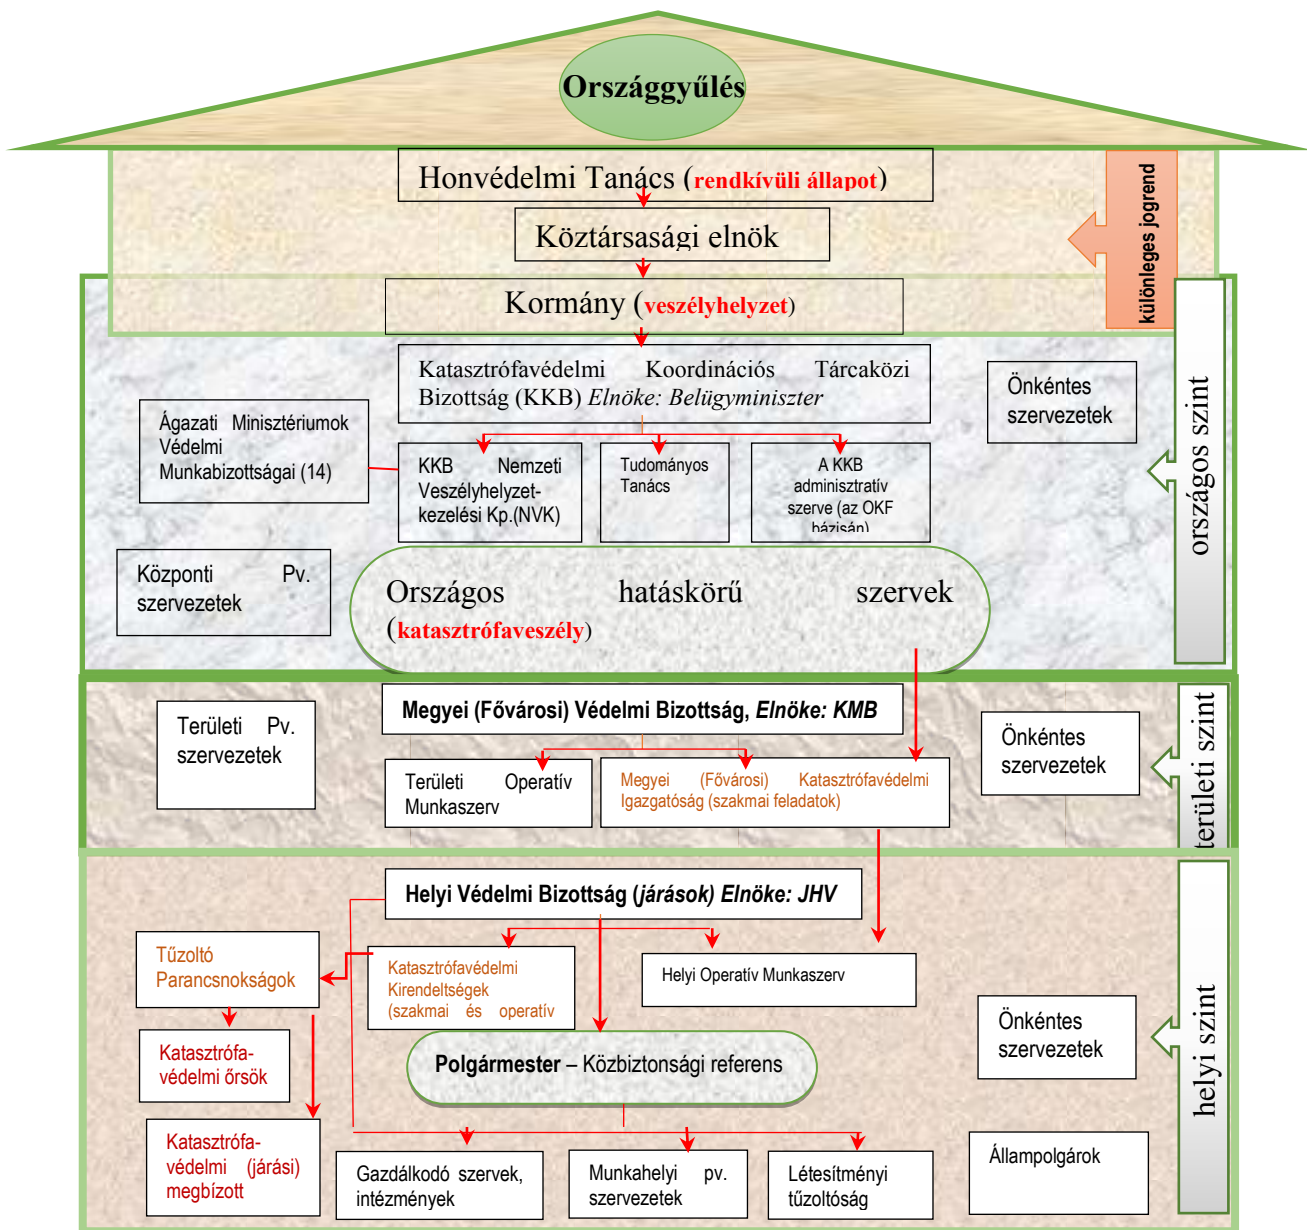 Országgyűlés
Honvédelmi Tanács (rendkívüli állapot)
Köztársasági elnök
Kormány (veszélyhelyzet)
különleges jogrend
Katasztrófavédelmi Koordinációs Tárcaközi
Bizottság (KKB) Elnöke: Belügyminiszter
Önkéntes
szervezetek
országos szint
Ágazati Minisztériumok
Védelmi
Munkabizottságai (14)
KKB Nemzeti
Veszélyhelyzet-
kezelési Kp.(NVK)
Tudományos
Tanács
A KKB
adminisztratív
szerve (az OKF
bázisán)
Központi Pv.
szervezetek
Országos hatáskörű szervek
(katasztrófaveszély)
Megyei (Fővárosi) Védelmi Bizottság, Elnöke: KMB
Területi Pv.
szervezetek
Önkéntes
szervezetek
területi szint
Területi Operatív
Munkaszerv
Megyei (Fővárosi) Katasztrófavédelmi
Igazgatóság (szakmai feladatok)
Helyi Védelmi Bizottság (járások) Elnöke: JHV
helyi szint
Tűzoltó
Parancsnokságok
Katasztrófavédelmi
Kirendeltségek
(szakmai és operatív
Helyi Operatív Munkaszerv
Önkéntes
szervezetek
Katasztrófa-
védelmi őrsök
Polgármester – Közbiztonsági referens
Katasztrófa-
védelmi (járási)
megbízott
Gazdálkodó szervek,
intézmények
Munkahelyi pv.
szervezetek
Létesítményi
tűzoltóság
Állampolgárok